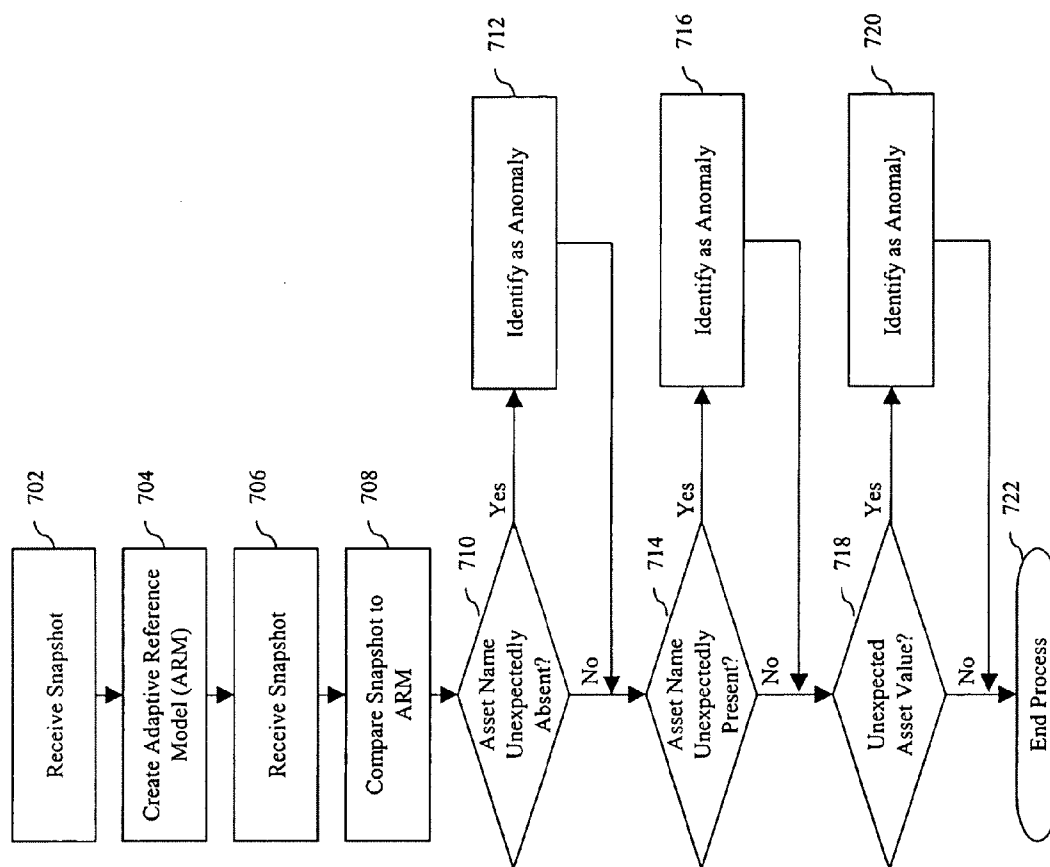 702
Receive Snapshot
704
Create Adaptive Reference
Model (ARM)
706
Receive Snapshot
708
Compare Snapshot to
ARM
710
Asset Name
Unexpectedly
Absent?
Yes
No
712
Identify as Anomaly
714
Asset Name
Unexpectedly
Present?
Yes
No
716
Identify as Anomaly
718
Unexpected
Asset Value?
Yes
No
720
Identify as Anomaly
722
End Process